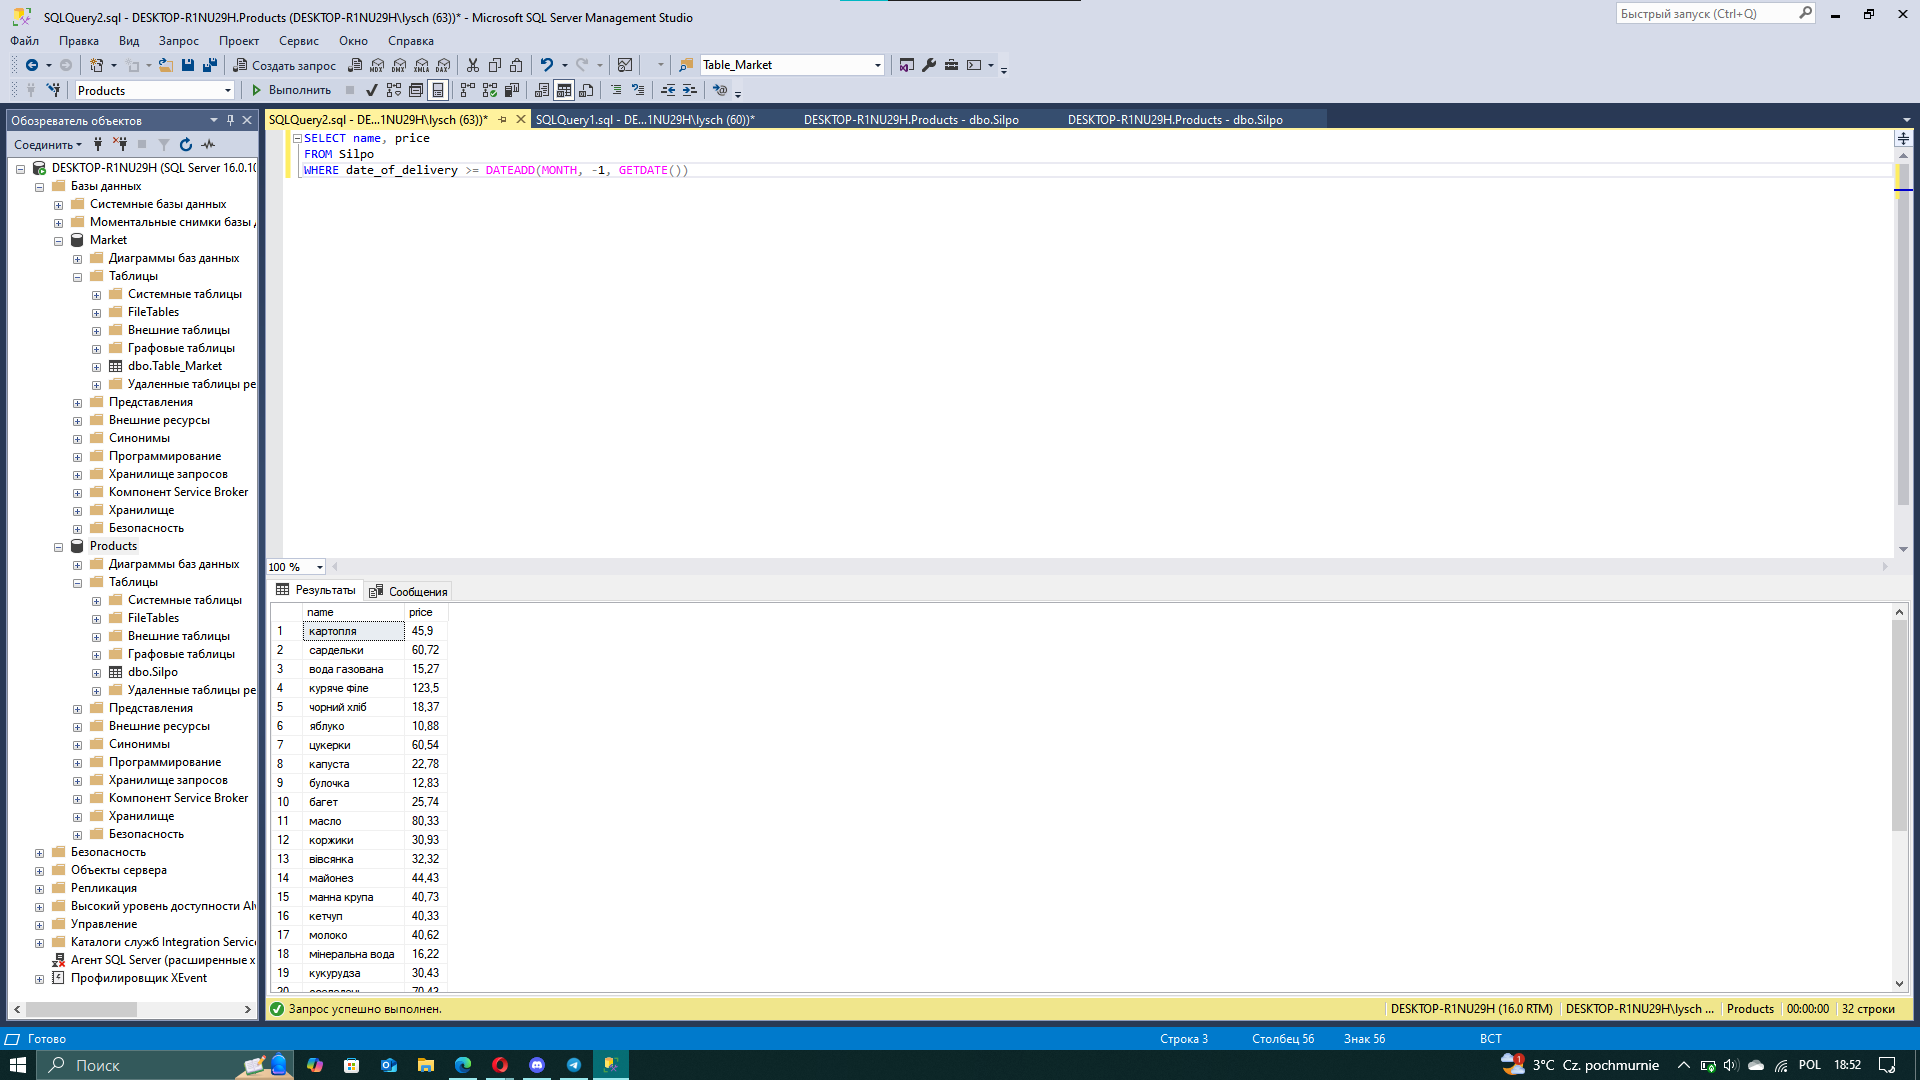 SQLQuery2.sql - DESKTOP-R1NU29H.Products (DESKTOP-R1NU29H\lysch (63))* - Microsoft SQL Server Management Studio
Быстрый запуск (Ctrl+Q)
Файл Правка Вид Запрос Проект Сервис Окно Справка
Создать запрос
MDX DMX XMLA DAX
Table_Market
Products
Выполнить
Обозреватель объектов
SQLQuery2.sql - DE...1NU29H\lysch (63))*
SQLQuery1.sql - DE...1NU29H\lysch (60))*
DESKTOP-R1NU29H.Products - dbo.Silpo
DESKTOP-R1NU29H.Products - dbo.Silpo
Соединить
DESKTOP-R1NU29H (SQL Server 16.0.10
Базы данных
Системные базы данных
Моментальные снимки базы
Market
Диаграммы баз данных
Таблицы
Системные таблицы
FileTables
Внешние таблицы
Графовые таблицы
dbo.Table_Market
Удаленные таблицы ре
Представления
Внешние ресурсы
Синонимы
Программирование
Хранилище запросов
Компонент Service Broker
Хранилище
Безопасность
Products
Диаграммы баз данных
Таблицы
Системные таблицы
FileTables
Внешние таблицы
Графовые таблицы
dbo.Silpo
Удаленные таблицы ре
Представления
Внешние ресурсы
Синонимы
Программирование
Хранилище запросов
Компонент Service Broker
Хранилище
Безопасность
Безопасность
Объекты сервера
Репликация
Высокий уровень доступности Al
Управление
Каталоги служб Integration Service
Агент SQL Server (расширенные х
Профилировщик XEvent
SELECT name, price
FROM Silpo
WHERE date_of_delivery >= DATEADD(MONTH, -1, GETDATE())
100 %
Результаты Сообщения
name price
1 картопля 45,9
2 сардельки 60,72
3 вода газована 15,27
4 куряче філе 123,5
5 чорний хліб 18,37
6 яблуко 10,88
7 цукерки 60,54
8 капуста 22,78
9 булочка 12,83
10 багет 25,74
11 масло 80,33
12 коржики 30,93
13 вівсянка 32,32
14 майонез 44,43
15 манна крупа 40,73
16 кетчуп 40,33
17 молоко 40,62
18 мінеральна вода 16,22
19 кукурудза 30,43
20 70,43
Запрос успешно выполнен.
DESKTOP-R1NU29H (16.0 RTM) DESKTOP-R1NU29H\lysch ... Products 00:00:00 32 строки
Готово
Строка 3 Столбец 56 Знак 56 ВСТ
Поиск
1
3°C Cz. pochmurnie
POL 18:52